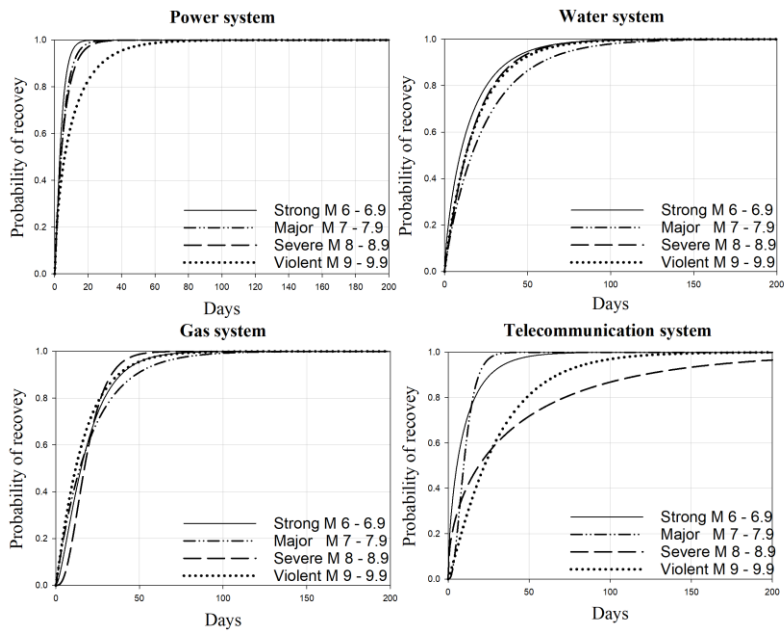 Power system
Probability of recovey
1.0
0.8
0.6
0.4
0.2
0.0
Strong M 6 - 6.9
Major M 7 - 7.9
Severe M 8 - 8.9
Violent M 9 - 9.9
0 20 40 60 80 100 120 140 160 180 200
Days
Water system
Probability of recovey
1.0
0.8
0.6
0.4
0.2
0.0
Strong M 6 - 6.9
Major M 7 - 7.9
Severe M 8 - 8.9
Violent M 9 - 9.9
0 50 100 150 200
Days
Gas system
Probability of recovey
1.0
0.8
0.6
0.4
0.2
0.0
Strong M 6 - 6.9
Major M 7 - 7.9
Severe M 8 - 8.9
Violent M 9 - 9.9
0 50 100 150 200
Days
Telecommunication system
Probability of recovey
1.0
0.8
0.6
0.4
0.2
0.0
Strong M 6 - 6.9
Major M 7 - 7.9
Severe M 8 - 8.9
Violent M 9 - 9.9
0 50 100 150 200
Days